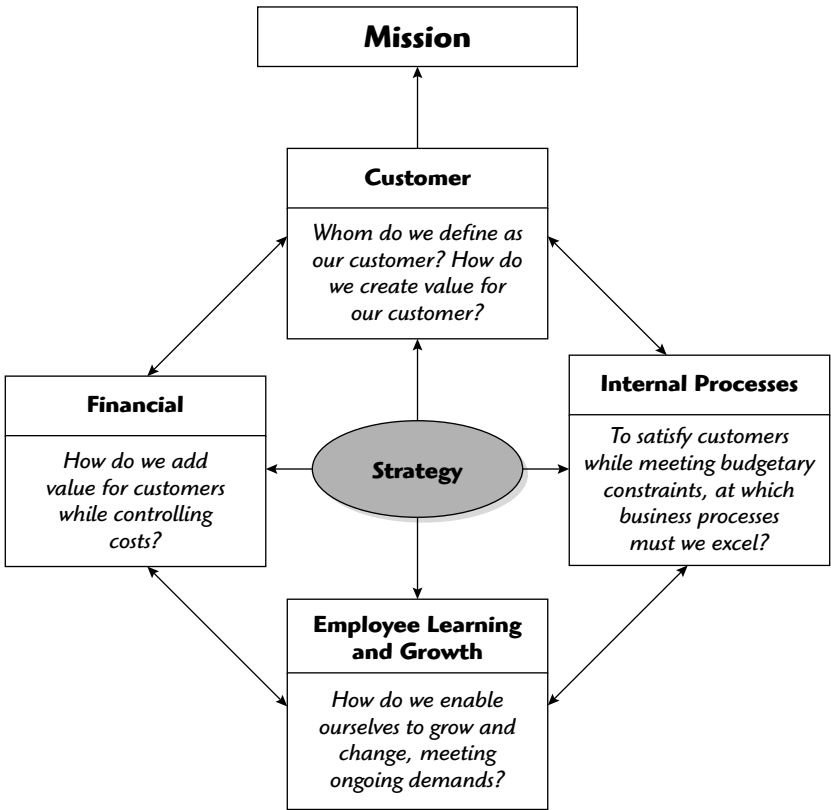 Mission
Customer
Whom do we define as
our customer? How do
we create value for
our customer?
Financial
How do we add
value for customers
while controlling
costs?
Strategy
Internal Processes
To satisfy customers
while meeting budgetary
constraints, at which
business processes
must we excel?
Employee Learning
and Growth
How do we enable
ourselves to grow and
change, meeting
ongoing demands?